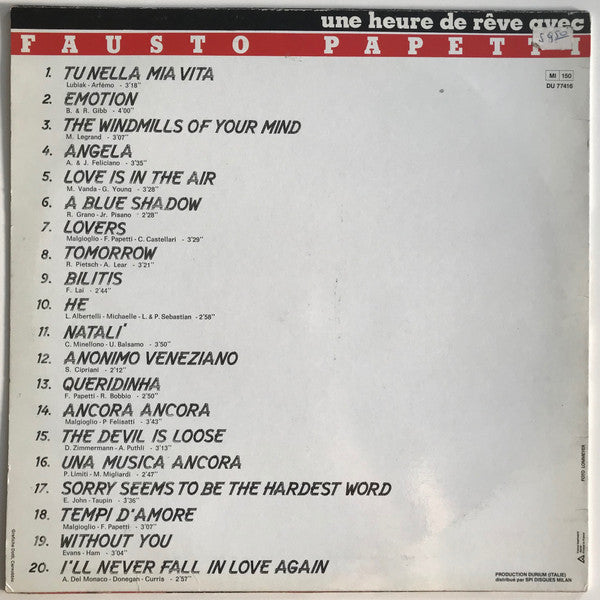 une heure de rêve avec
FAUSTO PAPETTI
MI 150
DU 77416
1. TU NELLA MIA VITA
Lubiak - Arfémo - 3'18"
2. EMOTION
B. & R. Gibb - 4'00"
3. THE WINDMILLS OF YOUR MIND
M. Legrand - 3'07"
4. ANGELA
A. & J. Feliciano - 3'35"
5. LOVE IS IN THE AIR
M. Vanda - G. Young - 3'28"
6. A BLUE SHADOW
R. Grano - Jr. Pisano - 2'28"
7. LOVERS
Malgioglio - F. Papetti - C. Castellari - 3'29"
8. TOMORROW
R. Pietsch - A. Lear - 3'21"
9. BILITIS
F. Lai - 2'44"
10. HE
L. Albertelli - Michaelle - L. & P. Sebastian - 2'58"
11. NATALI'
C. Minellono - U. Balsamo - 3'50"
12. ANONIMO VENEZIANO
S. Cipriani - 2'12"
13. QUERIDINHA
F. Papetti - R. Bobbio - 2'50"
14. ANCORA ANCORA
Malgioglio - P. Felisatti - 3'43"
15. THE DEVIL IS LOOSE
D. Zimmermann - A. Puthli - 3'13"
16. UNA MUSICA ANCORA
P. Limiti - M. Migliardi - 2'47"
17. SORRY SEEMS TO BE THE HARDEST WORD
E. John - Taupin - 3'36"
18. TEMPI D'AMORE
Malgioglio - F. Papetti - 3'07"
19. WITHOUT YOU
Evans - Ham - 3'04"
20. I'LL NEVER FALL IN LOVE AGAIN
A. Del Monaco - Donegan - Curris - 2'57"
FOTO LONMEYER
PRODUCTION DURIUM (ITALIE)
distribué par SPI DISQUES MILAN